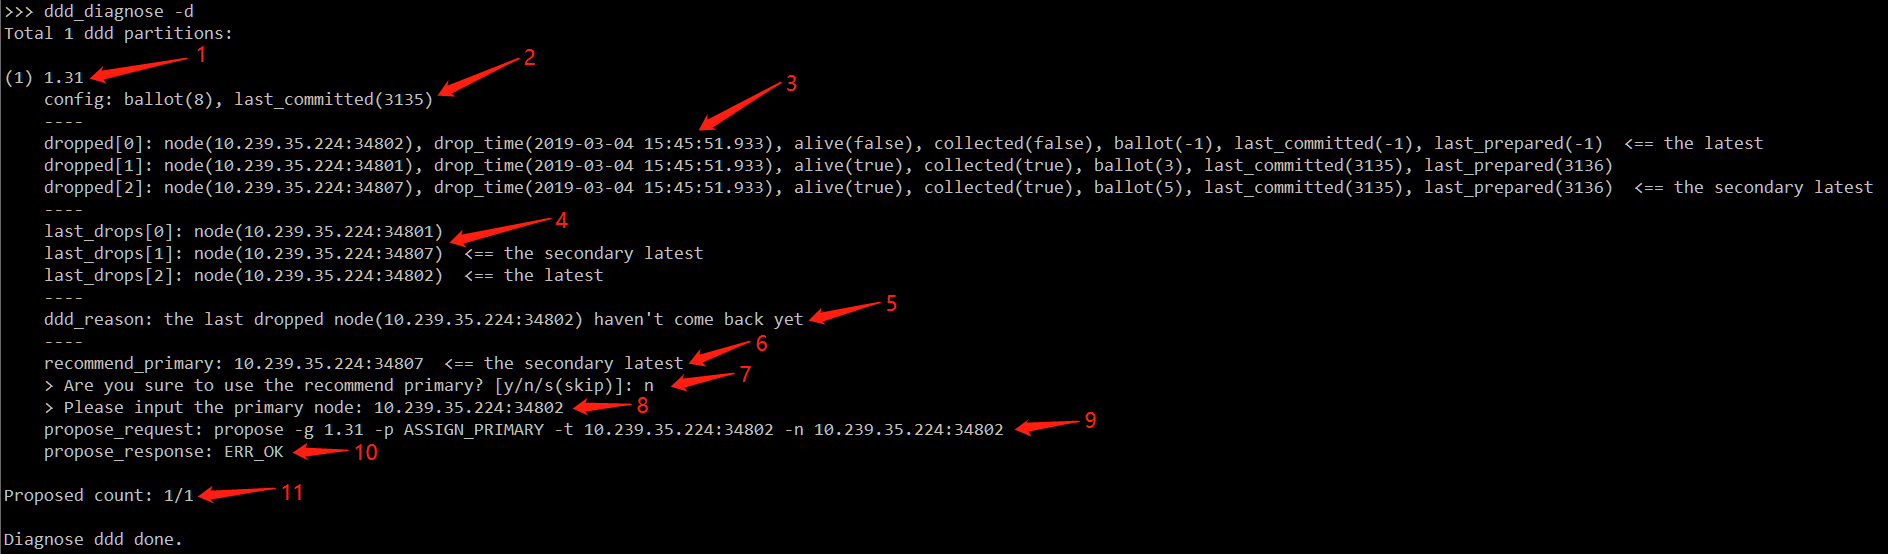 >>> ddd_diagnose -d
Total 1 ddd partitions:
1
(1) 1.31
2
config: ballot(8), last_committed(3135)
----
3
dropped[0]: node(10.239.35.224:34802), drop_time(2019-03-04 15:45:51.933), alive(false), collected(false), ballot(-1), last_committed(-1), last_prepared(-1)  <== the latest
dropped[1]: node(10.239.35.224:34801), drop_time(2019-03-04 15:45:51.933), alive(true), collected(true), ballot(3), last_committed(3135), last_prepared(3136)
dropped[2]: node(10.239.35.224:34807), drop_time(2019-03-04 15:45:51.933), alive(true), collected(true), ballot(5), last_committed(3135), last_prepared(3136)  <== the secondary latest
----
last_drops[0]: node(10.239.35.224:34801)
4
last_drops[1]: node(10.239.35.224:34807)  <== the secondary latest
last_drops[2]: node(10.239.35.224:34802)  <== the latest
----
ddd_reason: the last dropped node(10.239.35.224:34802) haven't come back yet
5
----
recommend_primary: 10.239.35.224:34807  <== the secondary latest
6
> Are you sure to use the recommend primary? [y/n/s(skip)]: n
7
> Please input the primary node: 10.239.35.224:34802
8
propose_request: propose -g 1.31 -p ASSIGN_PRIMARY -t 10.239.35.224:34802 -n 10.239.35.224:34802
9
propose_response: ERR_OK
10
Proposed count: 1/1
11
Diagnose ddd done.